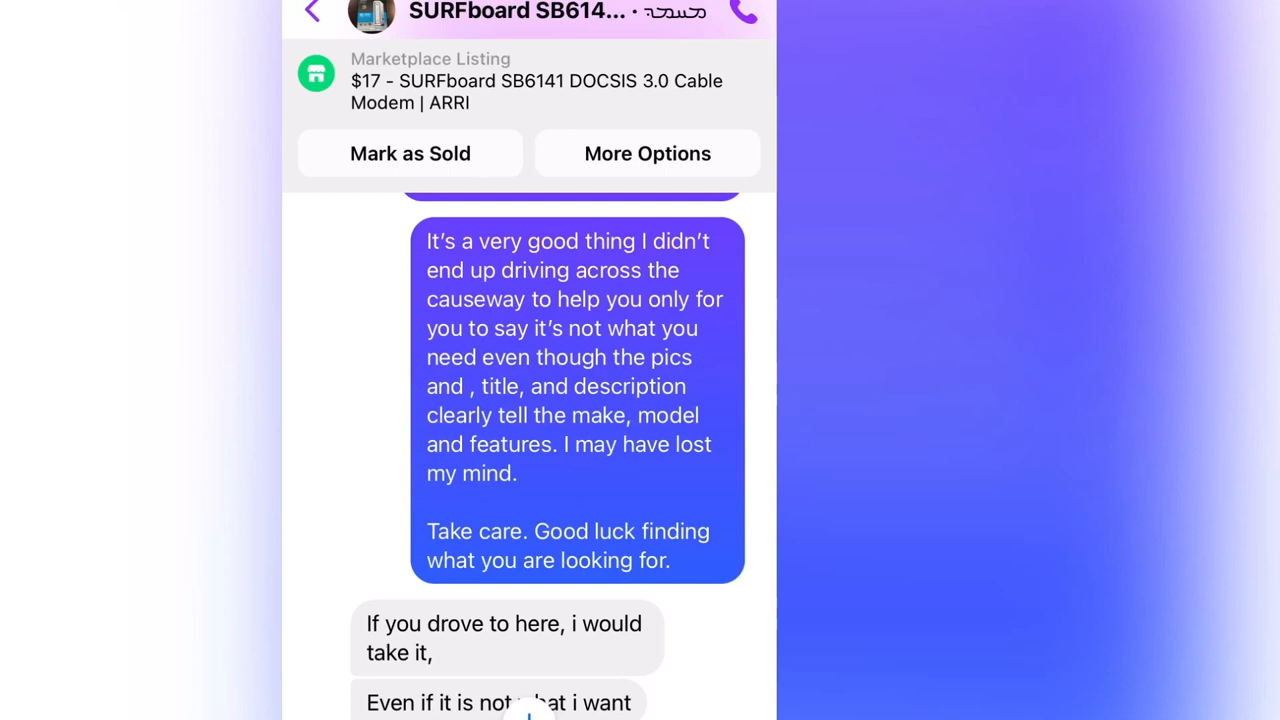 SURFboard SB614... ·
Marketplace Listing
$17 - SURFboard SB6141 DOCSIS 3.0 Cable
Modem | ARRI
Mark as Sold
More Options
It’s a very good thing I didn’t
end up driving across the
causeway to help you only for
you to say it’s not what you
need even though the pics
and , title, and description
clearly tell the make, model
and features. I may have lost
my mind.
Take care. Good luck finding
what you are looking for.
If you drove to here, i would
take it,
Even if it is not what i want